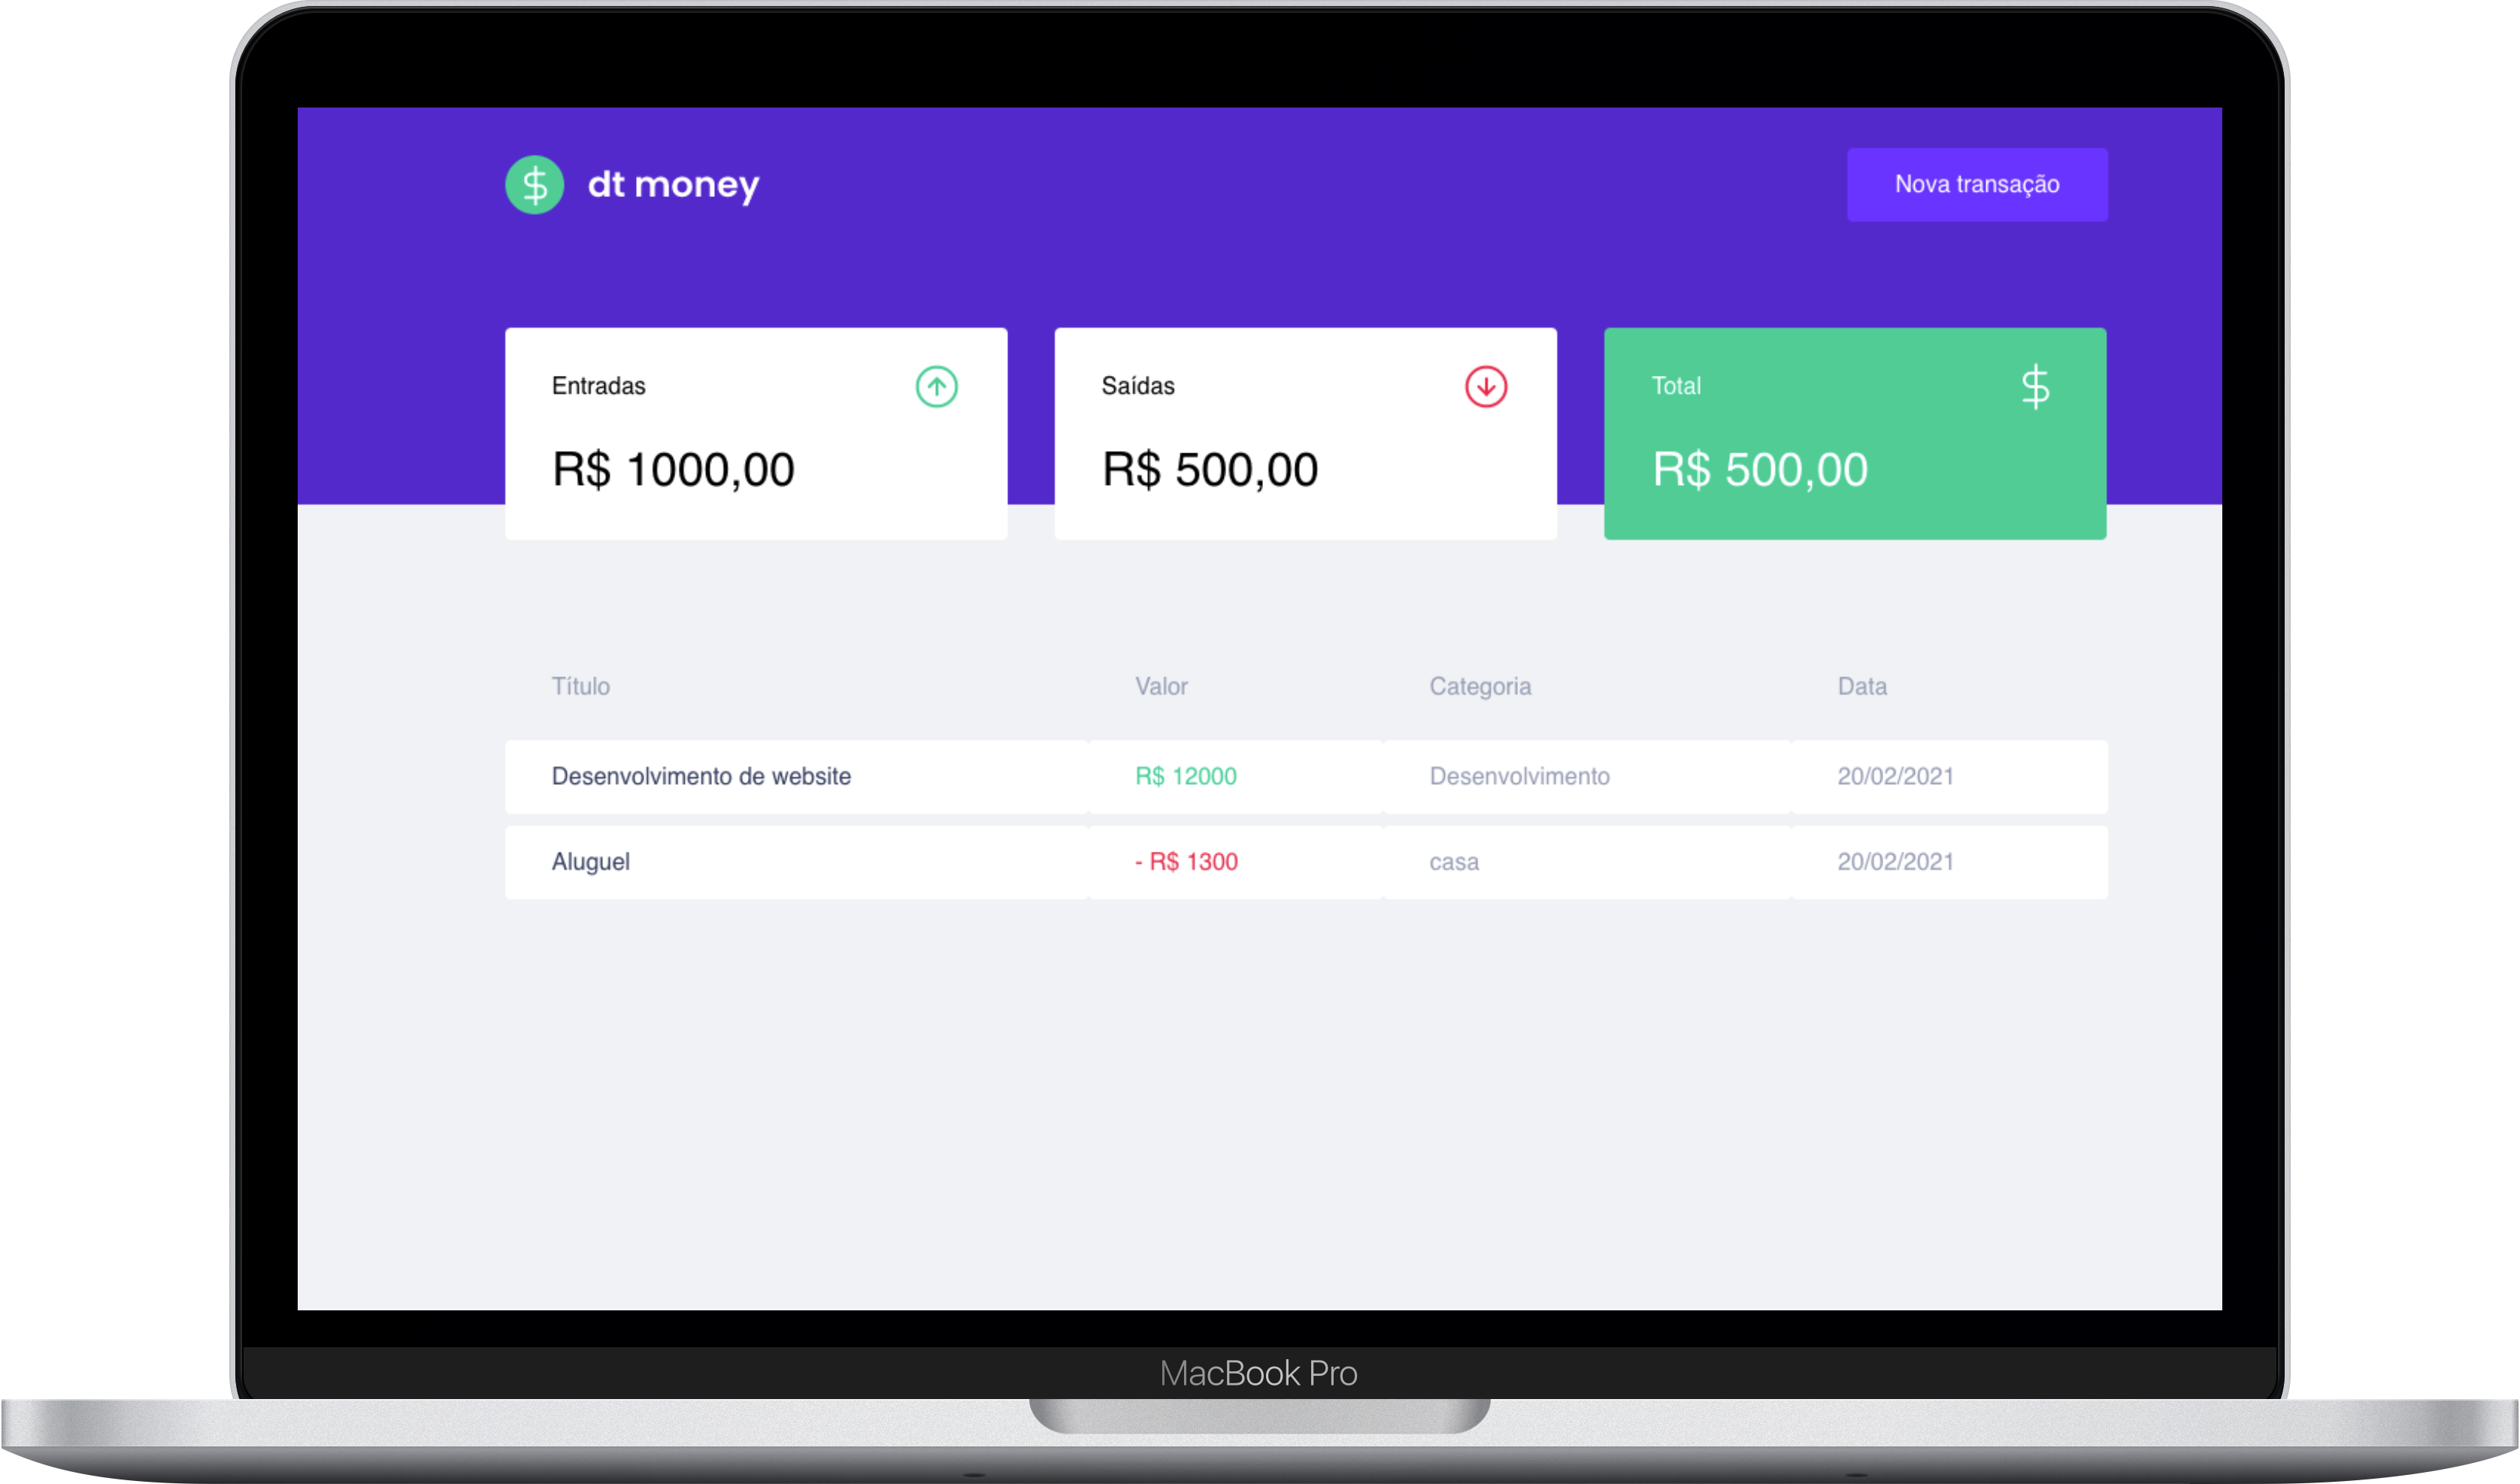 dt money
Nova transação
Entradas
Saídas
Total
R$ 1000,00
R$ 500,00
R$ 500,00
Título Valor Categoria Data
Desenvolvimento de website R$ 12000 Desenvolvimento 20/02/2021
Aluguel - R$ 1300 casa 20/02/2021
MacBook Pro